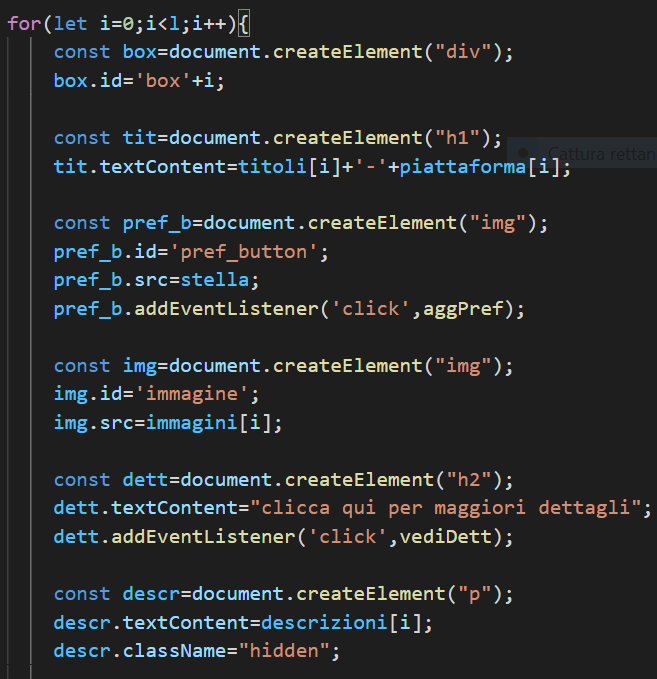 for(let i=0;i<l;i++){
const box=document.createElement("div");
box.id='box'+i;
const tit=document.createElement("h1");
Cattura rettan
tit.textContent=titoli[i]+'-'+piattaforma[i];
const pref_b=document.createElement("img");
pref_b.id='pref_button';
pref_b.src=stella;
pref_b.addEventListener('click',aggPref);
const img=document.createElement("img");
img.id='immagine';
img.src=immagini[i];
const dett=document.createElement("h2");
dett.textContent="clicca qui per maggiori dettagli";
dett.addEventListener('click',vediDett);
const descr=document.createElement("p");
descr.textContent=descrizioni[i];
descr.className="hidden";